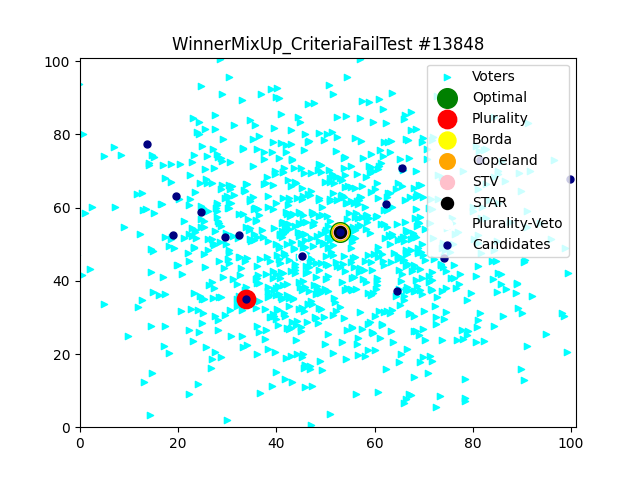 WinnerMixUp_CriteriaFailTest #13848
100
80
60
40
20
0
0
20
40
60
80
100
Voters
Optimal
Plurality
Borda
Copeland
STV
STAR
Plurality-Veto
Candidates